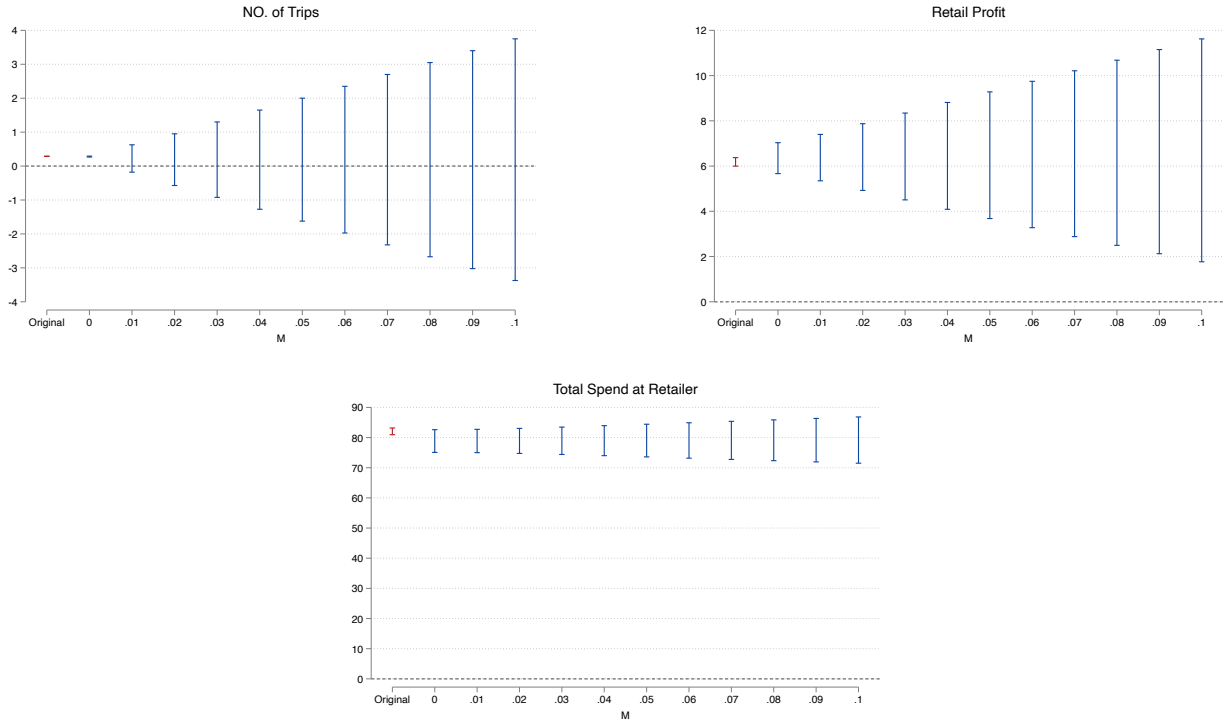 NO. of Trips
4
3
2
1
0
-1
-2
-3
-4
Original 0 .01 .02 .03 .04 .05 .06 .07 .08 .09 .1
M
Retail Profit
12
10
8
6
4
2
0
Original 0 .01 .02 .03 .04 .05 .06 .07 .08 .09 .1
M
Total Spend at Retailer
90
80
70
60
50
40
30
20
10
0
Original 0 .01 .02 .03 .04 .05 .06 .07 .08 .09 .1
M